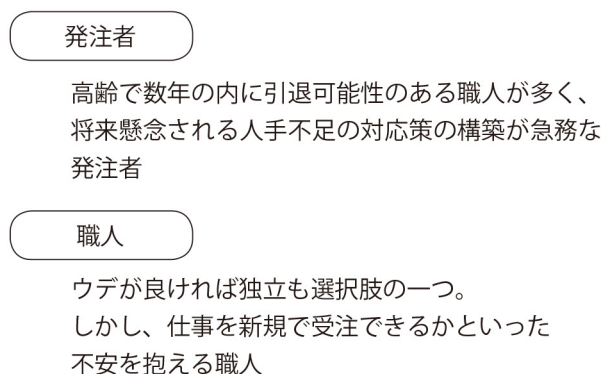 発注者
高齢で数年の内に引退可能性のある職人が多く、
将来懸念される人手不足の対応策の構築が急務な
発注者
職人
ウデが良ければ独立も選択肢の一つ。
しかし、仕事を新規で受注できるかといった
不安を抱える職人